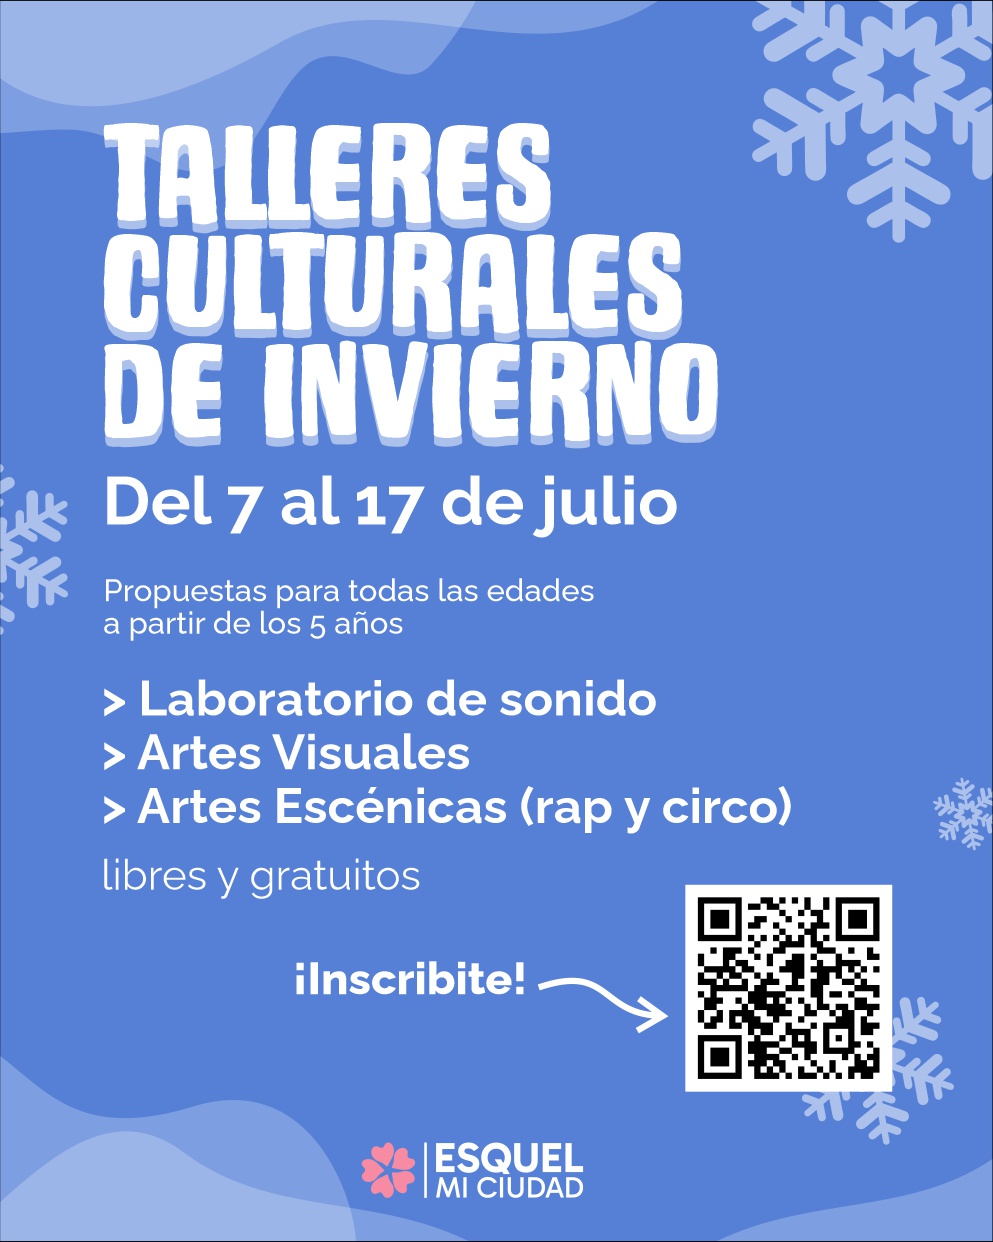 TALLERES
CULTURALES
DE INVIERNO
Del 7 al 17 de julio
Propuestas para todas las edades
a partir de los 5 años
> Laboratorio de sonido
> Artes Visuales
> Artes Escénicas (rap y circo)
libres y gratuitos
¡Inscribite!
ESQUEL
MI CIUDAD